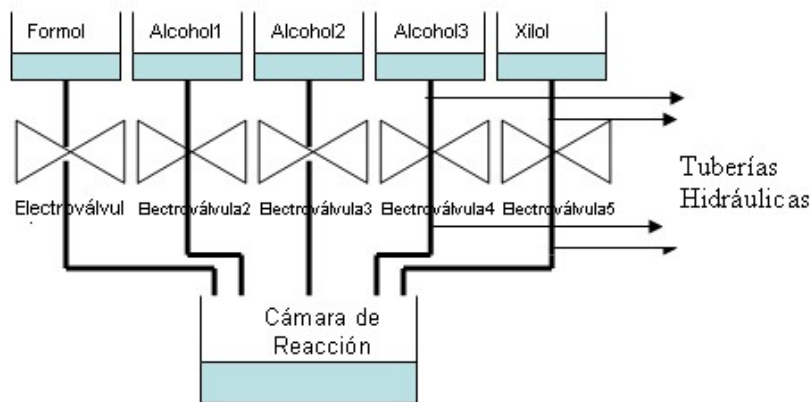 Formol
Alcohol1
Alcohol2
Alcohol3
Xilol
Electroválvul
Electroválvula2
Electroválvula3
Electroválvula4
Electroválvula5
Tuberías
Hidráulicas
Cámara de
Reacción